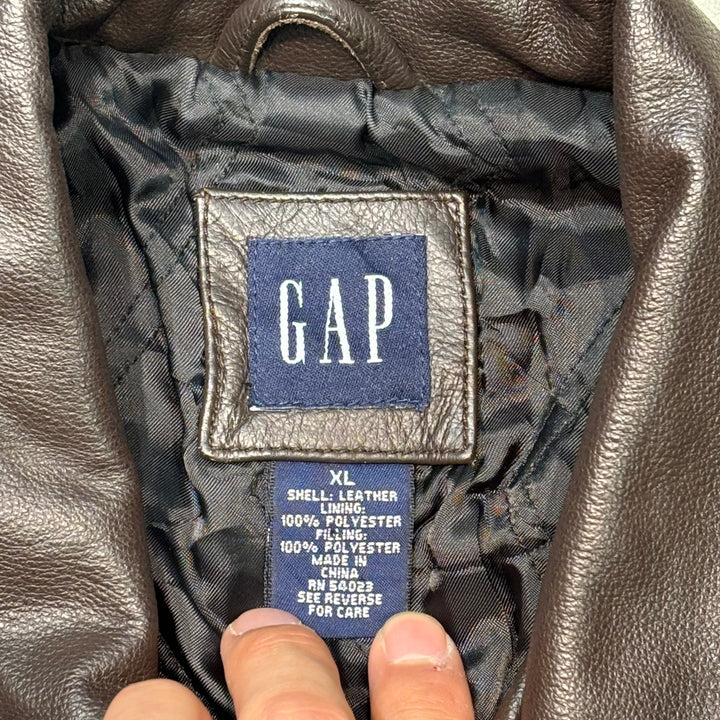 GAP
XL
SHELL: LEATHER
LINING:
100% POLYESTER
FILLING:
100% POLYESTER
MADE IN
CHINA
RN 54023
SEE REVERSE
FOR CARE